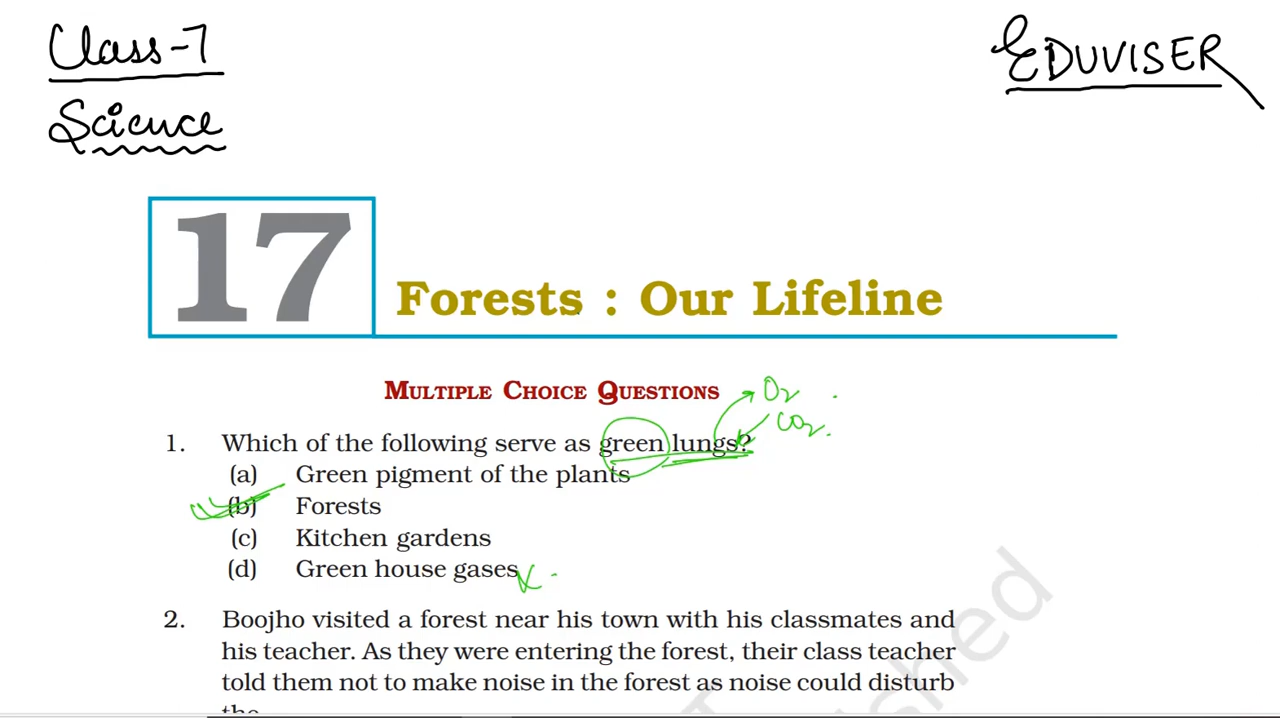 Class-7
EDUVISER
Science
17
Forests : Our Lifeline
MULTIPLE CHOICE QUESTIONS
O2
CO2
1. Which of the following serve as green lungs?
(a) Green pigment of the plants
(b) Forests
(c) Kitchen gardens
(d) Green house gases
2. Boojho visited a forest near his town with his classmates and
his teacher. As they were entering the forest, their class teacher
told them not to make noise in the forest as noise could disturb
the